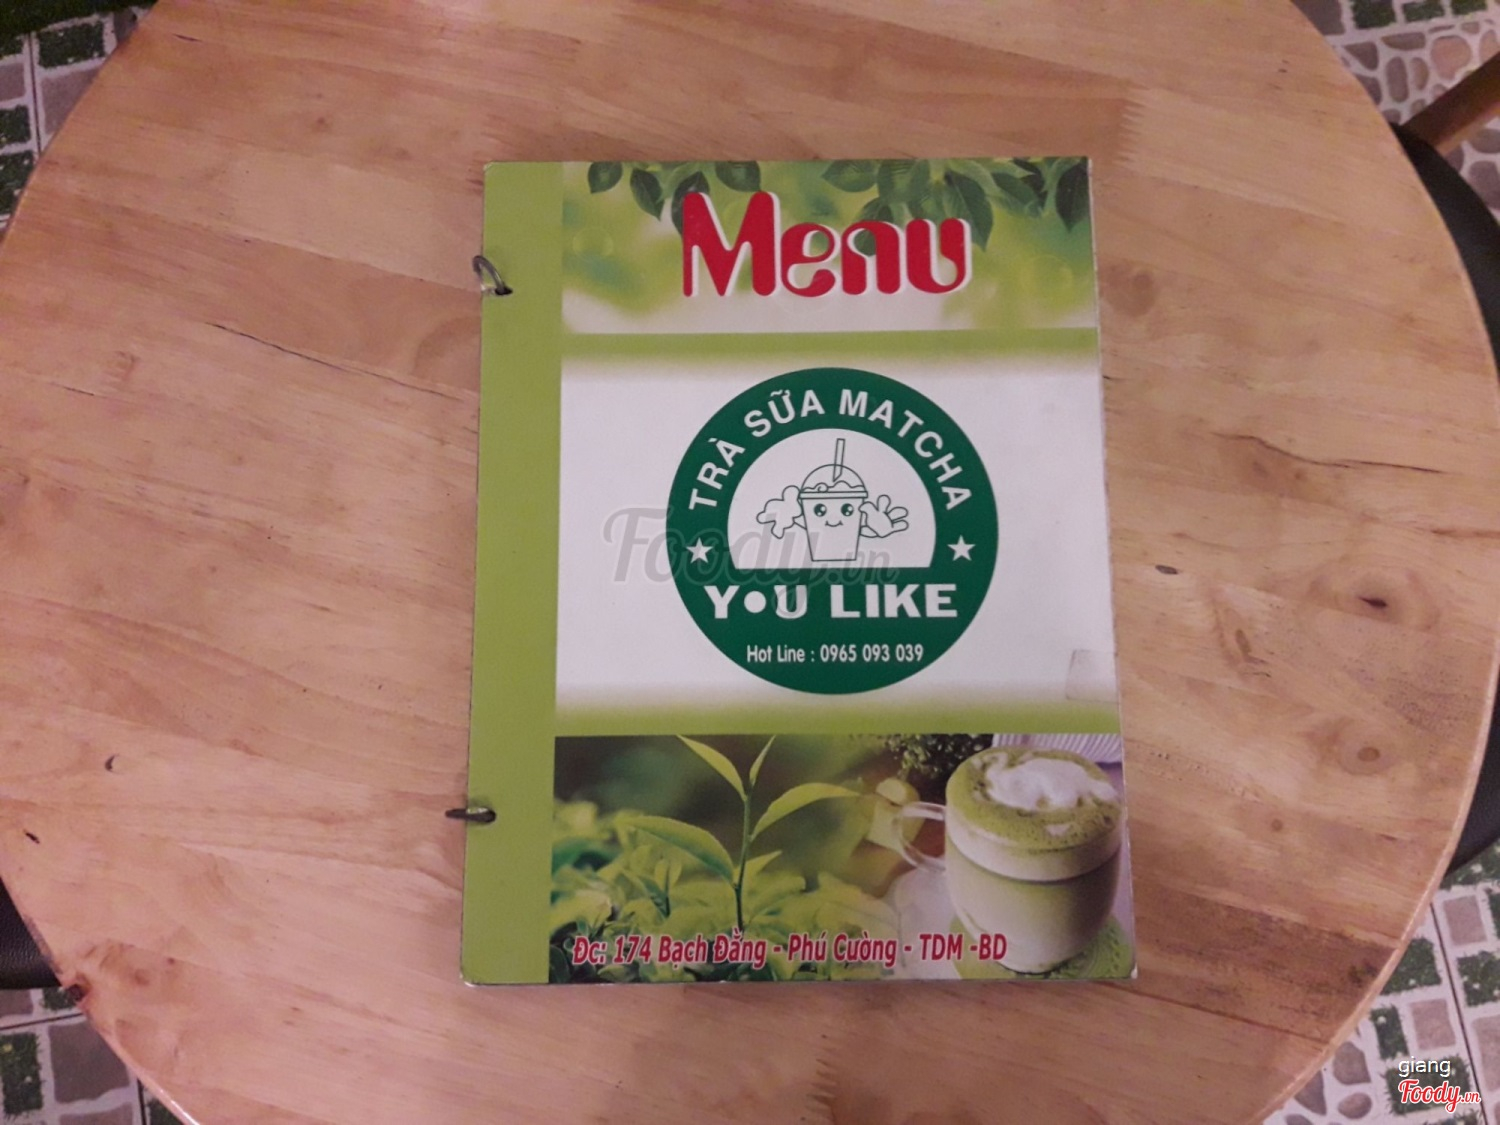 Menu
TRÀ SỮA MATCHA
YOU LIKE
Hot Line : 0965 093 039
Foody.vn
Đc: 174 Bạch Đằng - Phú Cường - TDM -BD
giang
Foody.vn